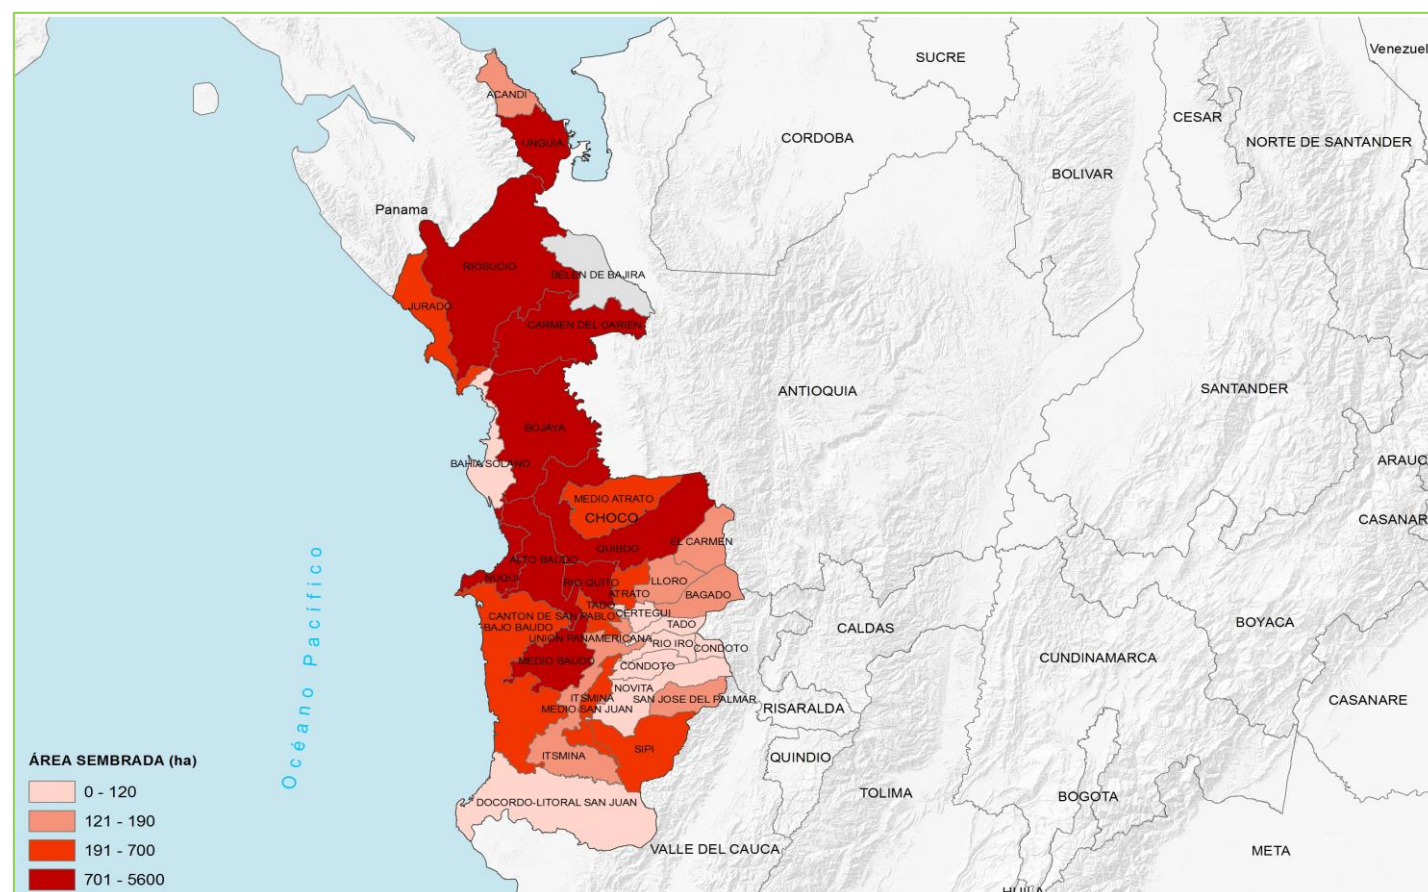 SUCRE
Venezuel
ACANDI
CESAR
CORDOBA
UNGUIA
NORTE DE SANTANDER
BOLIVAR
Panama
RIOSUCIO
BELEN DE BAJIRA
JURADO
CARMEN DEL DARIEN
ANTIOQUIA
SANTANDER
BOJAYA
BAHIA SOLANO
ARAUC
MEDIO ATRATO
CHOCO
CASANAR
EL CARMEN
QUIBDO
ALTO BAUDO
NUQUI
RIO QUITO
LLORO
ATRATO
BAGADO
TADO
CERTEGUI
CANTON DE SAN PABLO
TADO
BAJO BAUDO
CALDAS
BOYACA
UNION PANAMERICANA
RIO IRO
CONDOTO
MEDIO BAUDO
CONDOTO
CUNDINAMARCA
NOVITA
ITSMINA
SAN JOSE DEL PALMAR
CASANARE
MEDIO SAN JUAN
RISARALDA
Océano Pacífico
SIPI
ITSMINA
QUINDIO
ÁREA SEMBRADA (ha)
0 - 120
TOLIMA
BOGOTA
DOCORDO-LITORAL SAN JUAN
121 - 190
191 - 700
VALLE DEL CAUCA
META
701 - 5600
HUILA